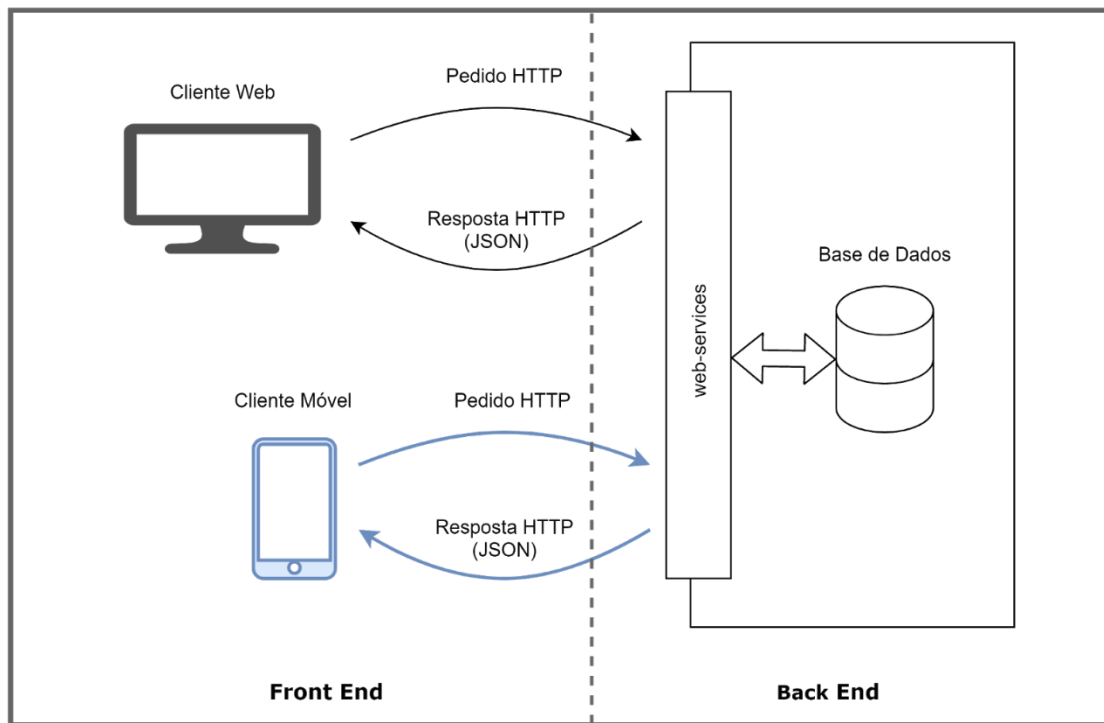 Cliente Web
Pedido HTTP
Resposta HTTP
(JSON)
Cliente Móvel
Pedido HTTP
Resposta HTTP
(JSON)
Front End
web-services
Base de Dados
Back End